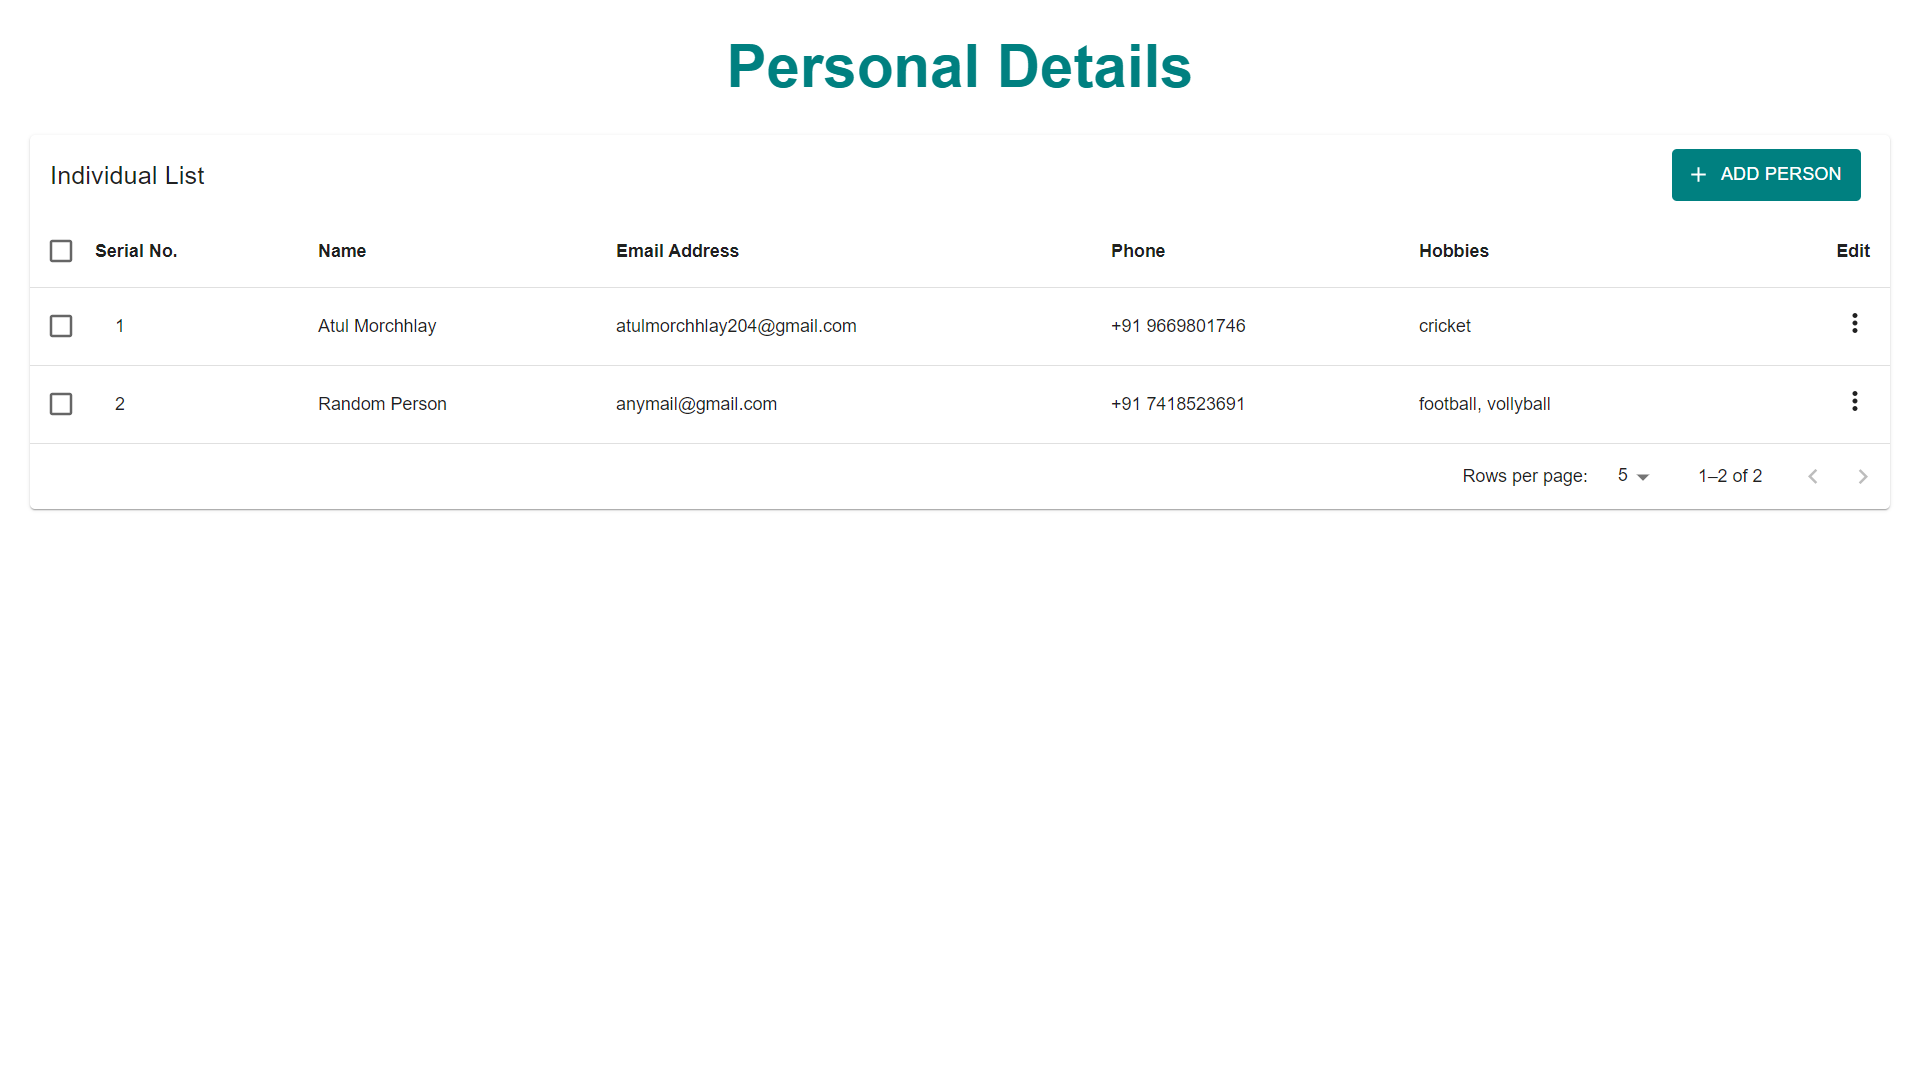 Personal Details
Individual List
+ ADD PERSON
Serial No. Name Email Address Phone Hobbies Edit
1 Atul Morchhlay atulmorchhlay204@gmail.com +91 9669801746 cricket
2 Random Person anymail@gmail.com +91 7418523691 football, vollyball
Rows per page: 5 1–2 of 2